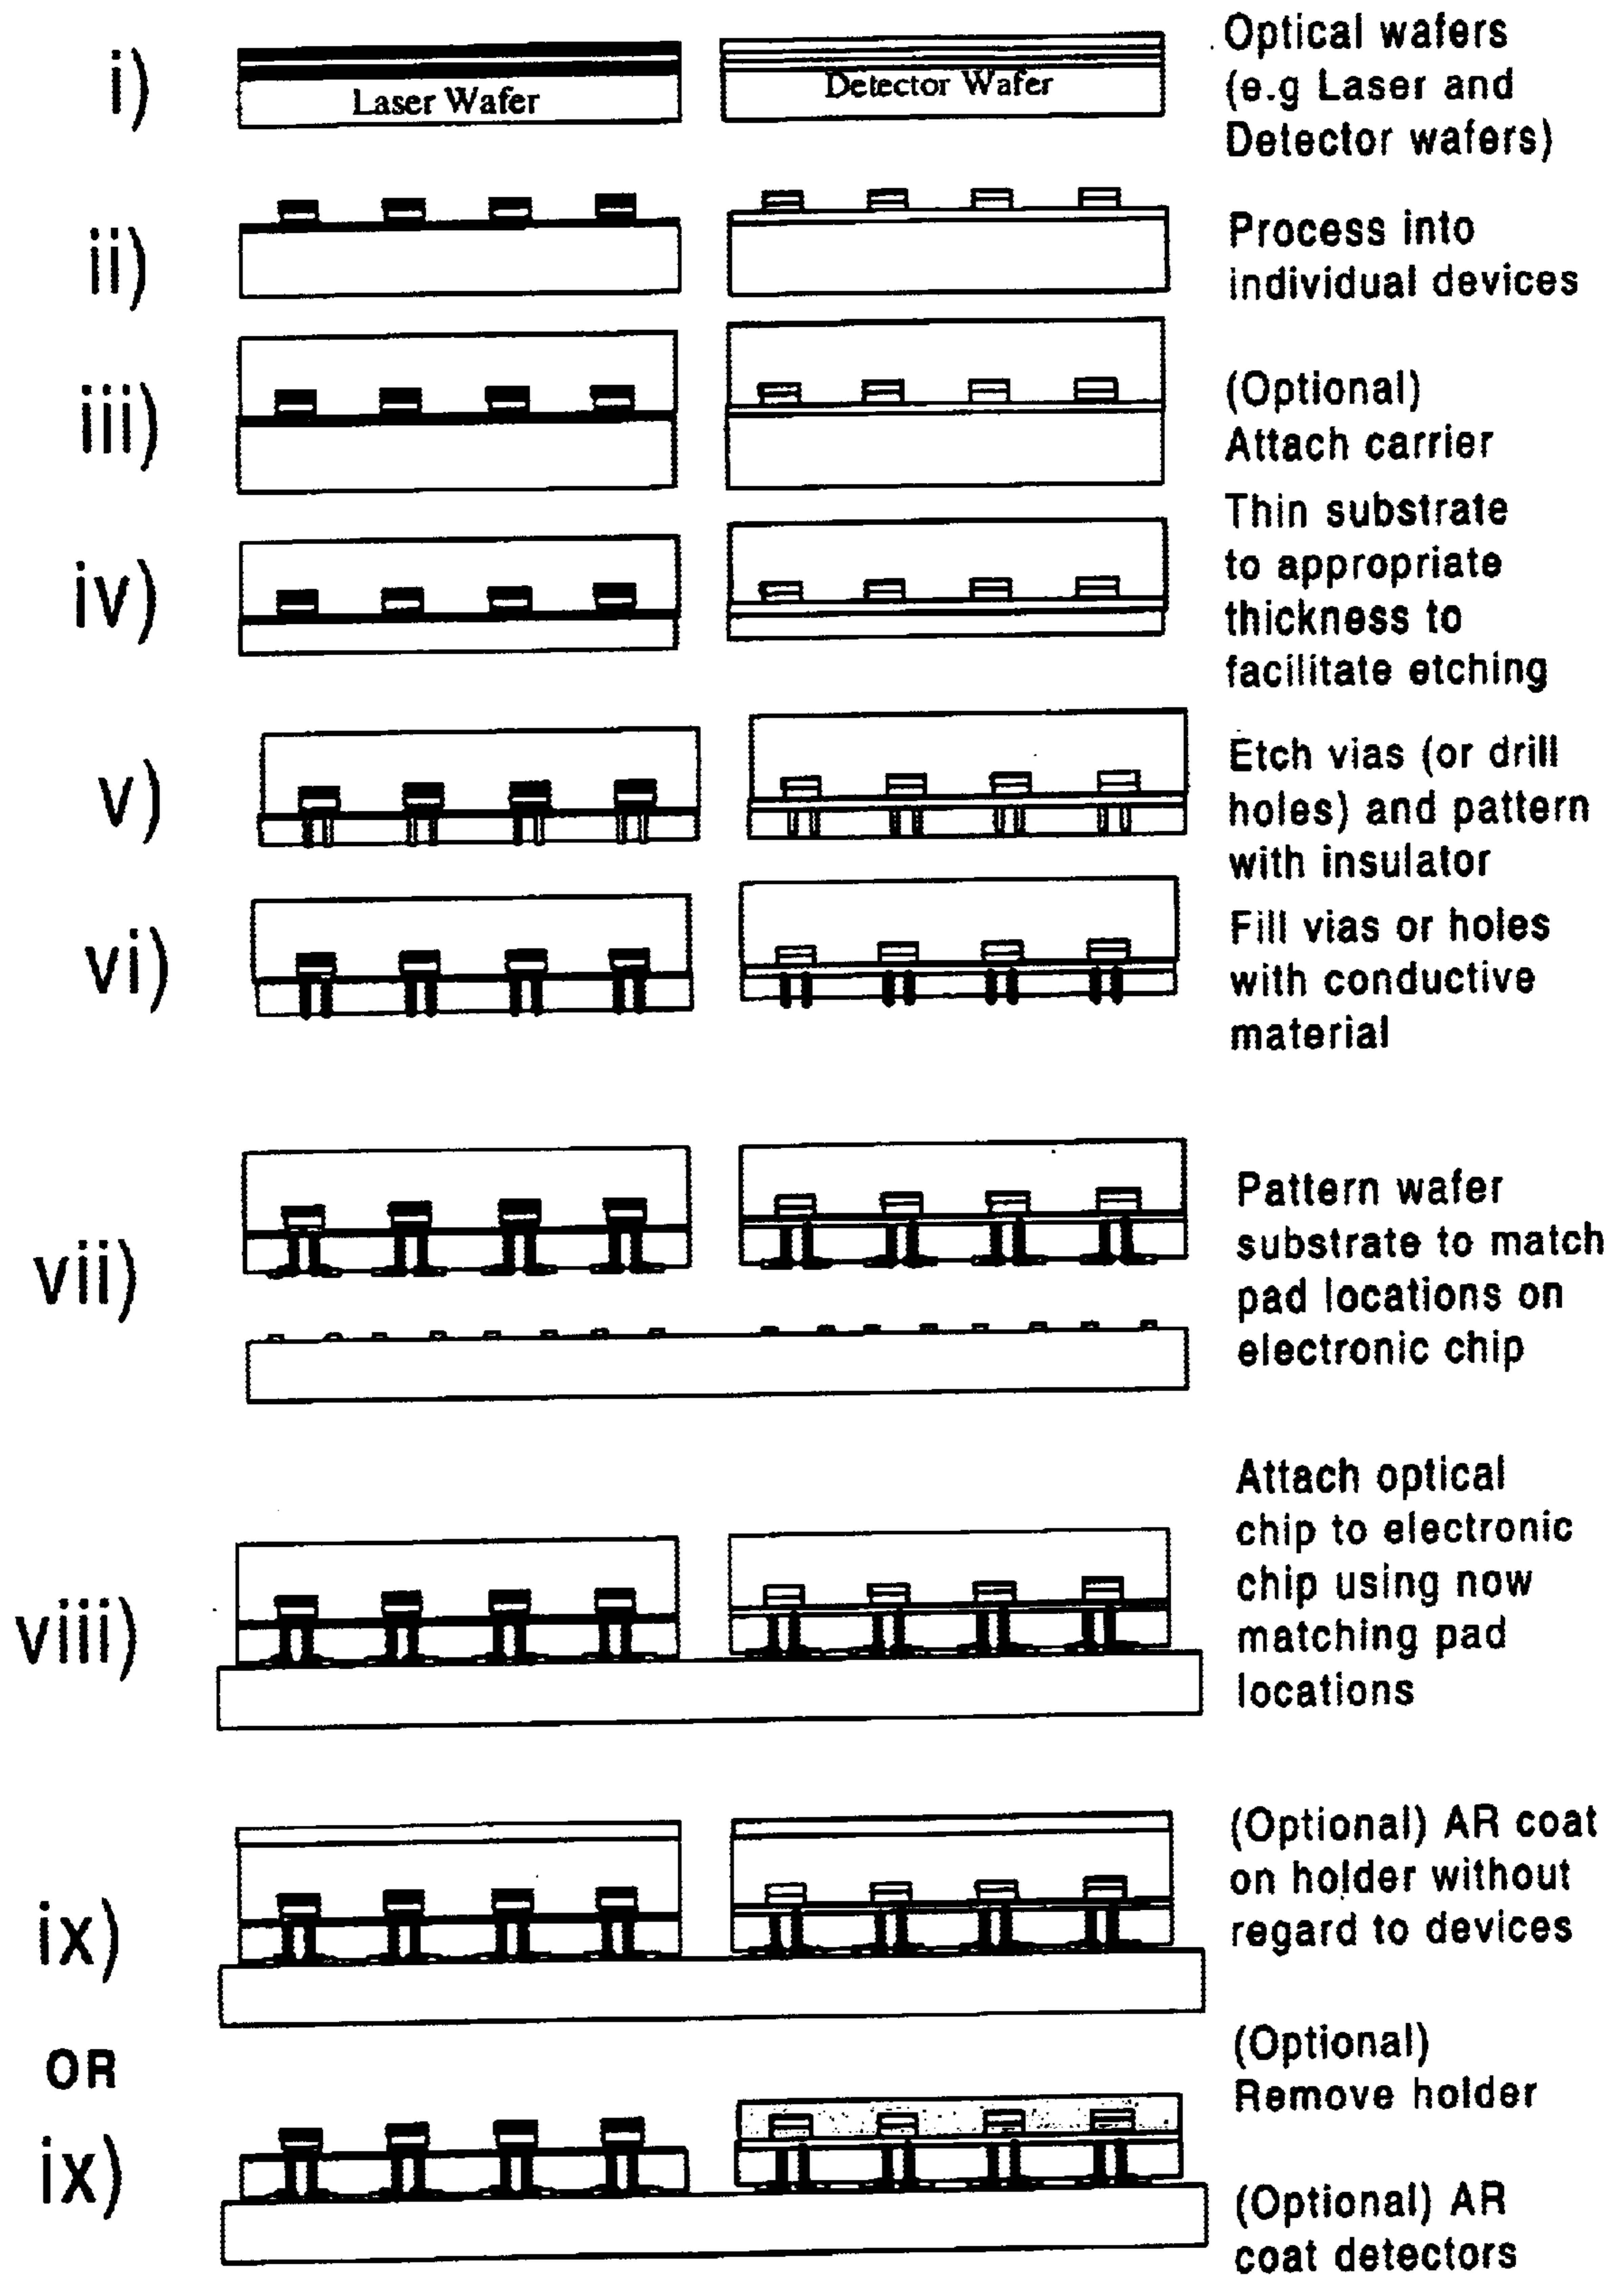 i)
Laser Wafer
Detector Wafer
Optical wafers
(e.g Laser and
Detector wafers)
ii)
Process into
individual devices
iii)
(Optional)
Attach carrier
iv)
Thin substrate
to appropriate
thickness to
facilitate etching
v)
Etch vias (or drill
holes) and pattern
with insulator
vi)
Fill vias or holes
with conductive
material
vii)
Pattern wafer
substrate to match
pad locations on
electronic chip
viii)
Attach optical
chip to electronic
chip using now
matching pad
locations
ix)
(Optional) AR coat
on holder without
regard to devices
OR
ix)
(Optional)
Remove holder
(Optional) AR
coat detectors